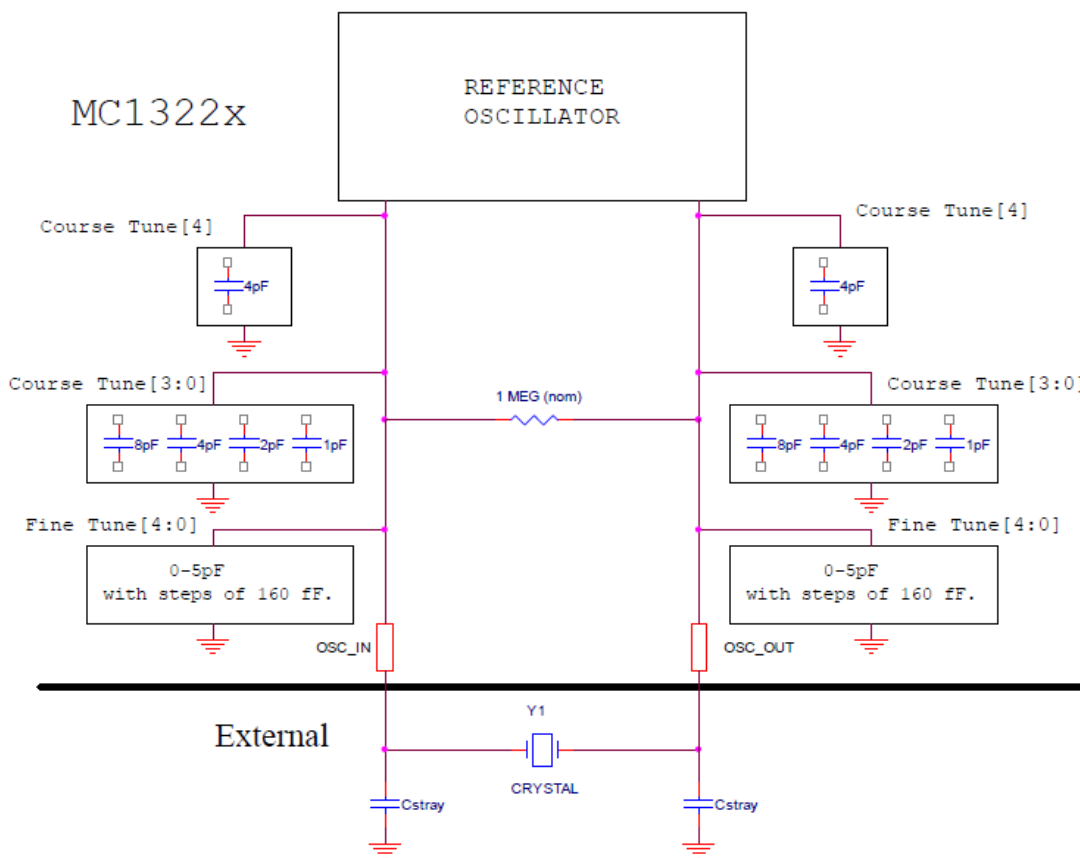 MC1322x
REFERENCE
OSCILLATOR
Course Tune[4]
Course Tune[4]
4pF
4pF
Course Tune[3:0]
Course Tune[3:0]
1 MEG (nom)
8pF 4pF 2pF 1pF
8pF 4pF 2pF 1pF
Fine Tune[4:0]
Fine Tune[4:0]
0-5pF
with steps of 160 fF.
0-5pF
with steps of 160 fF.
OSC_IN
OSC_OUT
External
Y1
CRYSTAL
Cstray
Cstray